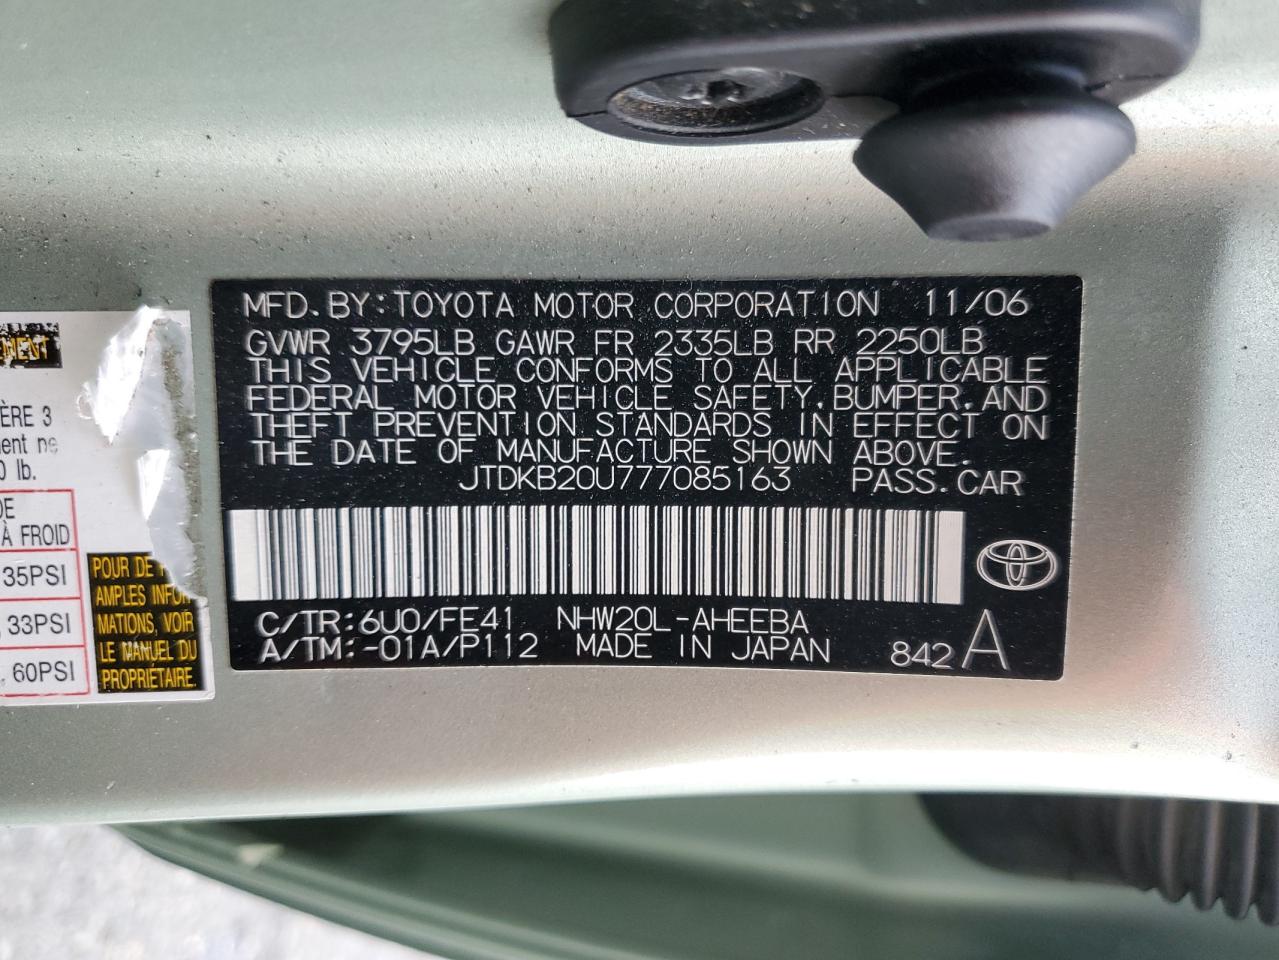 MFD. BY: TOYOTA MOTOR CORPORATION 11/06
GVWR 3795LB GAWR FR 2335LB RR 2250LB
THIS VEHICLE CONFORMS TO ALL APPLICABLE
FEDERAL MOTOR VEHICLE SAFETY, BUMPER, AND
THEFT PREVENTION STANDARDS IN EFFECT ON
THE DATE OF MANUFACTURE SHOWN ABOVE.
JTDKB20U777085163 PASS. CAR
C/TR: 6U0/FE41 NHW20L-AHEEBA
A/TM: -01A/P112 MADE IN JAPAN 842 A
ÈRE 3
ment ne
lb.
DE
À FROID
35PSI
33PSI
60PSI
POUR DE
AMPLES INFOR
MATIONS, VOIR
LE MANUEL DU
PROPRIÉTAIRE.